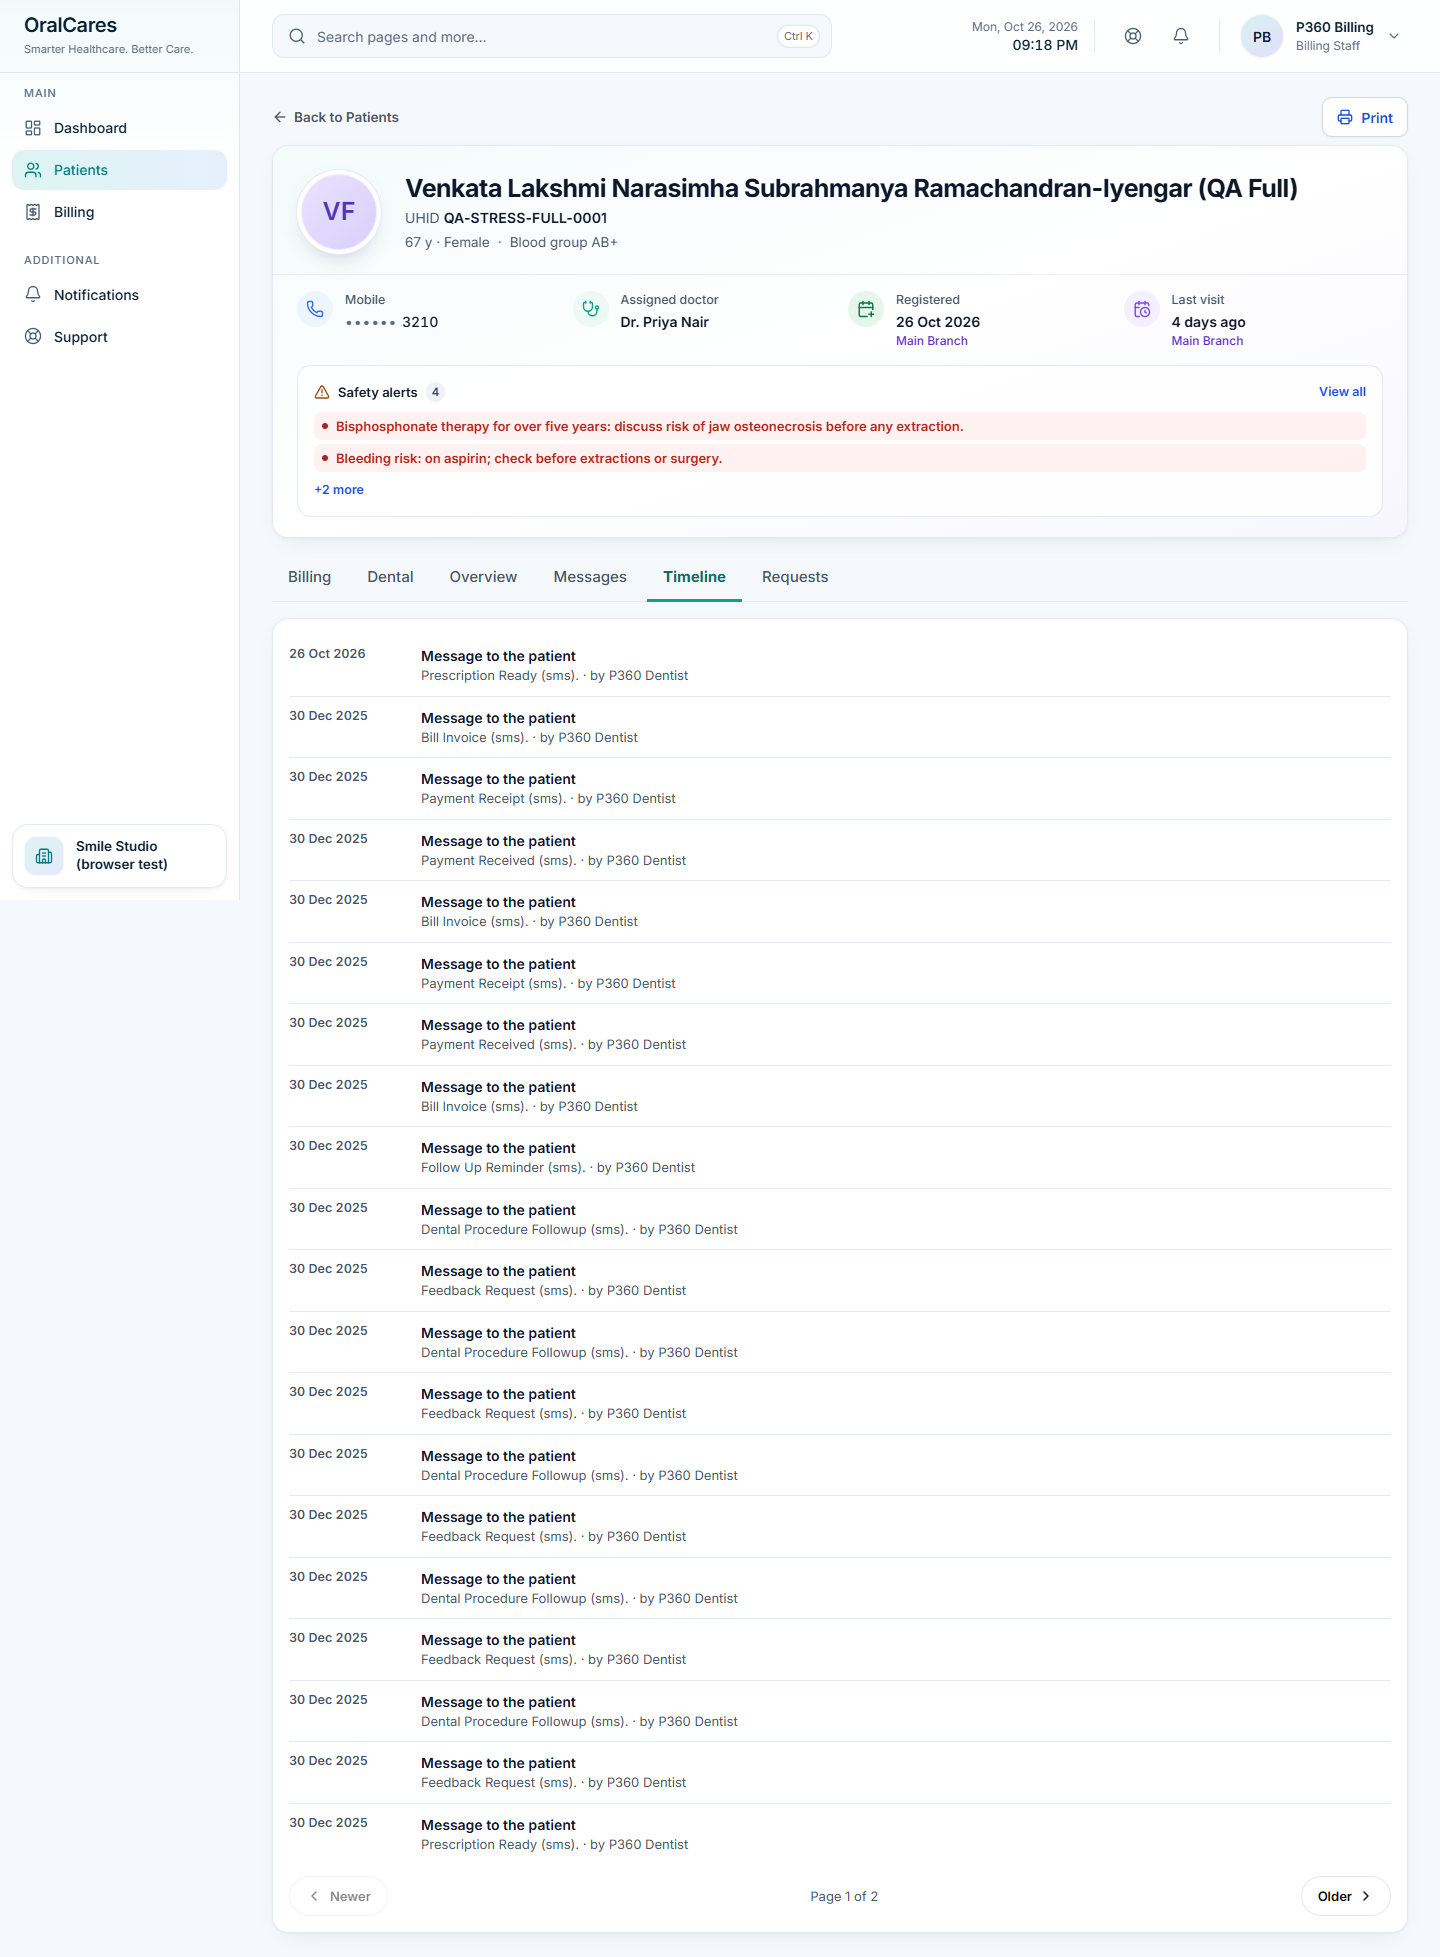 OralCares
Smarter Healthcare. Better Care.
Search pages and more...
Ctrl K
Mon, Oct 26, 2026
09:18 PM
PB
P360 Billing
Billing Staff
MAIN
Dashboard
Patients
Billing
ADDITIONAL
Notifications
Support
Smile Studio
(browser test)
Back to Patients
Print
VF
Venkata Lakshmi Narasimha Subrahmanya Ramachandran-Iyengar (QA Full)
UHID QA-STRESS-FULL-0001
67 y · Female · Blood group AB+
Mobile
•••••• 3210
Assigned doctor
Dr. Priya Nair
Registered
26 Oct 2026
Main Branch
Last visit
4 days ago
Main Branch
Safety alerts 4
View all
Bisphosphonate therapy for over five years: discuss risk of jaw osteonecrosis before any extraction.
Bleeding risk: on aspirin; check before extractions or surgery.
+2 more
Billing Dental Overview Messages Timeline Requests
26 Oct 2026 Message to the patient
Prescription Ready (sms). · by P360 Dentist
30 Dec 2025 Message to the patient
Bill Invoice (sms). · by P360 Dentist
30 Dec 2025 Message to the patient
Payment Receipt (sms). · by P360 Dentist
30 Dec 2025 Message to the patient
Payment Received (sms). · by P360 Dentist
30 Dec 2025 Message to the patient
Bill Invoice (sms). · by P360 Dentist
30 Dec 2025 Message to the patient
Payment Receipt (sms). · by P360 Dentist
30 Dec 2025 Message to the patient
Payment Received (sms). · by P360 Dentist
30 Dec 2025 Message to the patient
Bill Invoice (sms). · by P360 Dentist
30 Dec 2025 Message to the patient
Follow Up Reminder (sms). · by P360 Dentist
30 Dec 2025 Message to the patient
Dental Procedure Followup (sms). · by P360 Dentist
30 Dec 2025 Message to the patient
Feedback Request (sms). · by P360 Dentist
30 Dec 2025 Message to the patient
Dental Procedure Followup (sms). · by P360 Dentist
30 Dec 2025 Message to the patient
Feedback Request (sms). · by P360 Dentist
30 Dec 2025 Message to the patient
Dental Procedure Followup (sms). · by P360 Dentist
30 Dec 2025 Message to the patient
Feedback Request (sms). · by P360 Dentist
30 Dec 2025 Message to the patient
Dental Procedure Followup (sms). · by P360 Dentist
30 Dec 2025 Message to the patient
Feedback Request (sms). · by P360 Dentist
30 Dec 2025 Message to the patient
Dental Procedure Followup (sms). · by P360 Dentist
30 Dec 2025 Message to the patient
Feedback Request (sms). · by P360 Dentist
30 Dec 2025 Message to the patient
Prescription Ready (sms). · by P360 Dentist
Newer
Page 1 of 2
Older